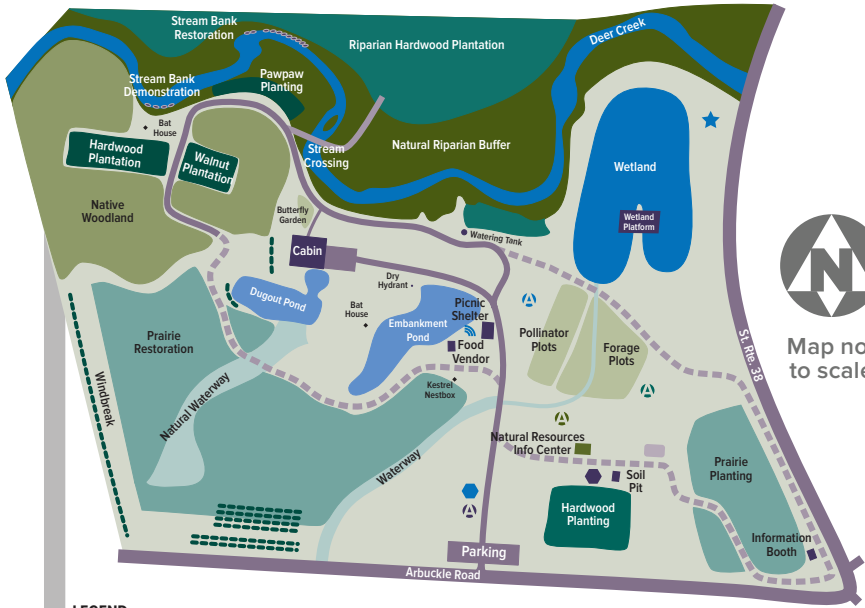 Stream Bank
Restoration
Riparian Hardwood Plantation
Deer Creek
Stream Bank
Demonstration
Pawpaw
Planting
Bat
House
Hardwood
Plantation
Walnut
Plantation
Stream
Crossing
Natural Riparian Buffer
Wetland
Native
Woodland
Butterfly
Garden
Wetland
Platform
Watering Tank
Cabin
N
Dry
Hydrant
Dugout Pond
Bat
House
Embankment
Pond
Picnic
Shelter
Food
Vendor
Pollinator
Plots
Forage
Plots
St. Rte. 38
Map no
to scale
Prairie
Restoration
Windbreak
Natural Waterway
Kestrel
Nestbox
Waterway
Natural Resources
Info Center
Soil
Pit
Prairie
Planting
Hardwood
Planting
Information
Booth
Parking
Arbuckle Road
LEGEND